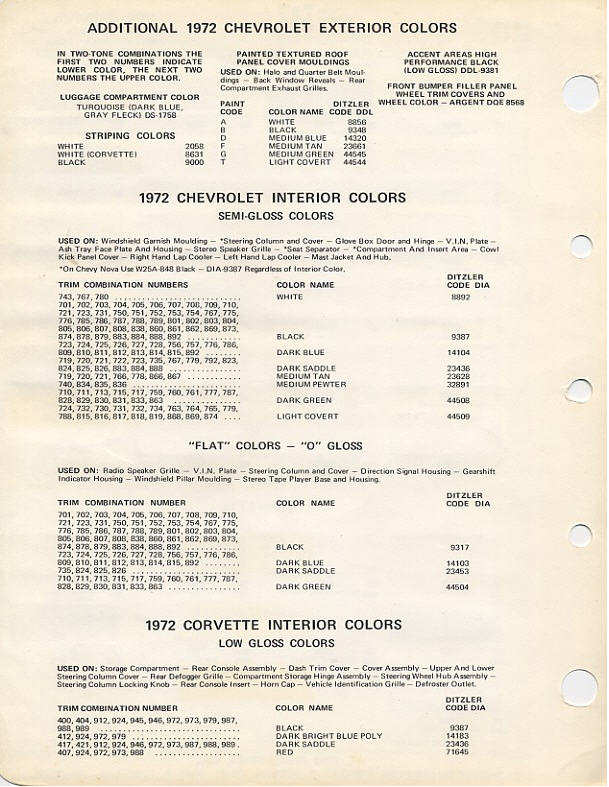 ADDITIONAL 1972 CHEVROLET EXTERIOR COLORS
IN TWO-TONE COMBINATIONS THE
FIRST TWO NUMBERS INDICATE
LOWER COLOR, THE NEXT TWO
NUMBERS THE UPPER COLOR.
LUGGAGE COMPARTMENT COLOR
TURQUOISE (DARK BLUE,
GRAY FLECK) DS-1758
STRIPING COLORS
WHITE 2058
WHITE (CORVETTE) 8631
BLACK 9000
PAINTED TEXTURED ROOF
PANEL COVER MOULDINGS
USED ON: Halo and Quarter Belt Moul-
dings — Back Window Reveals — Rear
Compartment Exhaust Grilles.
PAINT DITZLER
CODE COLOR NAME CODE DDL
A WHITE 8856
B BLACK 9348
D MEDIUM BLUE 14320
F MEDIUM TAN 23661
G MEDIUM GREEN 44545
T LIGHT COVERT 44544
ACCENT AREAS HIGH
PERFORMANCE BLACK
(LOW GLOSS) DDL-9381
FRONT BUMPER FILLER PANEL
WHEEL TRIM COVERS AND
WHEEL COLOR — ARGENT DQE 8568
1972 CHEVROLET INTERIOR COLORS
SEMI-GLOSS COLORS
USED ON: Windshield Garnish Moulding — *Steering Column and Cover — Glove Box Door and Hinge — V.I.N. Plate —
Ash Tray Face Plate And Housing — Stereo Speaker Grille — *Seat Separator — *Compartment And Insert Area — Cowl
Kick Panel Cover — Right Hand Lap Cooler — Left Hand Lap Cooler — Mast Jacket And Hub.
*On Chevy Nova Use W25A-848 Black — DIA-9387 Regardless of Interior Color.
DITZLER
TRIM COMBINATION NUMBERS COLOR NAME CODE DIA
743, 767, 780 .......................... WHITE 8892
701, 702, 703, 704, 705, 706, 707, 708, 709, 710,
721, 723, 731, 750, 751, 752, 753, 754, 767, 775,
776, 785, 786, 787, 788, 789, 801, 802, 803, 804,
805, 806, 807, 808, 838, 860, 861, 862, 869, 873,
874, 878, 879, 883, 884, 888, 892 ........... BLACK 9387
723, 724, 725, 726, 727, 728, 756, 757, 776, 786,
809, 810, 811, 812, 813, 814, 815, 892 ........ DARK BLUE 14104
719, 720, 721, 722, 723, 735, 767, 779, 792, 823,
824, 825, 826, 883, 884, 888 ................ DARK SADDLE 23436
719, 720, 721, 766, 778, 866, 867 ............ MEDIUM TAN 23628
740, 834, 835, 836 ...................... MEDIUM PEWTER 32891
710, 711, 713, 715, 717, 759, 760, 761, 777, 787,
828, 829, 830, 831, 833, 863 ................ DARK GREEN 44508
724, 732, 730, 731, 732, 734, 763, 764, 765, 779,
788, 815, 816, 817, 818, 819, 868, 869, 874 .... LIGHT COVERT 44509
"FLAT" COLORS — "O" GLOSS
USED ON: Radio Speaker Grille — V.I.N. Plate — Steering Column and Cover — Direction Signal Housing — Gearshift
Indicator Housing — Windshield Pillar Moulding — Stereo Tape Player Base and Housing.
DITZLER
TRIM COMBINATION NUMBER COLOR NAME CODE DIA
701, 702, 703, 704, 705, 706, 707, 708, 709, 710,
721, 723, 731, 750, 751, 752, 753, 754, 767, 775,
776, 785, 786, 787, 788, 789, 801, 802, 803, 804,
805, 806, 807, 808, 838, 860, 861, 862, 869, 873,
874, 878, 879, 883, 884, 888, 892 ........... BLACK 9317
723, 724, 725, 726, 727, 728, 756, 757, 776, 786,
809, 810, 811, 812, 813, 814, 815, 892 ........ DARK BLUE 14103
735, 824, 825, 826 ...................... DARK SADDLE 23453
710, 711, 713, 715, 717, 759, 760, 761, 777, 787,
828, 829, 830, 831, 833, 863 ................ DARK GREEN 44504
1972 CORVETTE INTERIOR COLORS
LOW GLOSS COLORS
USED ON: Storage Compartment — Rear Console Assembly — Dash Trim Cover — Cover Assembly — Upper And Lower
Steering Column Cover — Rear Defogger Grille — Compartment Storage Hinge Assembly — Steering Wheel Hub Assembly —
Steering Column Locking Knob — Rear Console Insert — Horn Cap — Vehicle Identification Grille — Defroster Outlet.
DITZLER
TRIM COMBINATION NUMBER COLOR NAME CODE DIA
400, 404, 912, 924, 945, 946, 972, 973, 979, 987,
988, 989 .............................. BLACK 9387
412, 924, 972, 979 ....................... DARK BRIGHT BLUE POLY 14183
417, 421, 912, 924, 946, 972, 973, 987, 988, 989 . DARK SADDLE 23436
407, 924, 972, 973, 988 ................... RED 71645